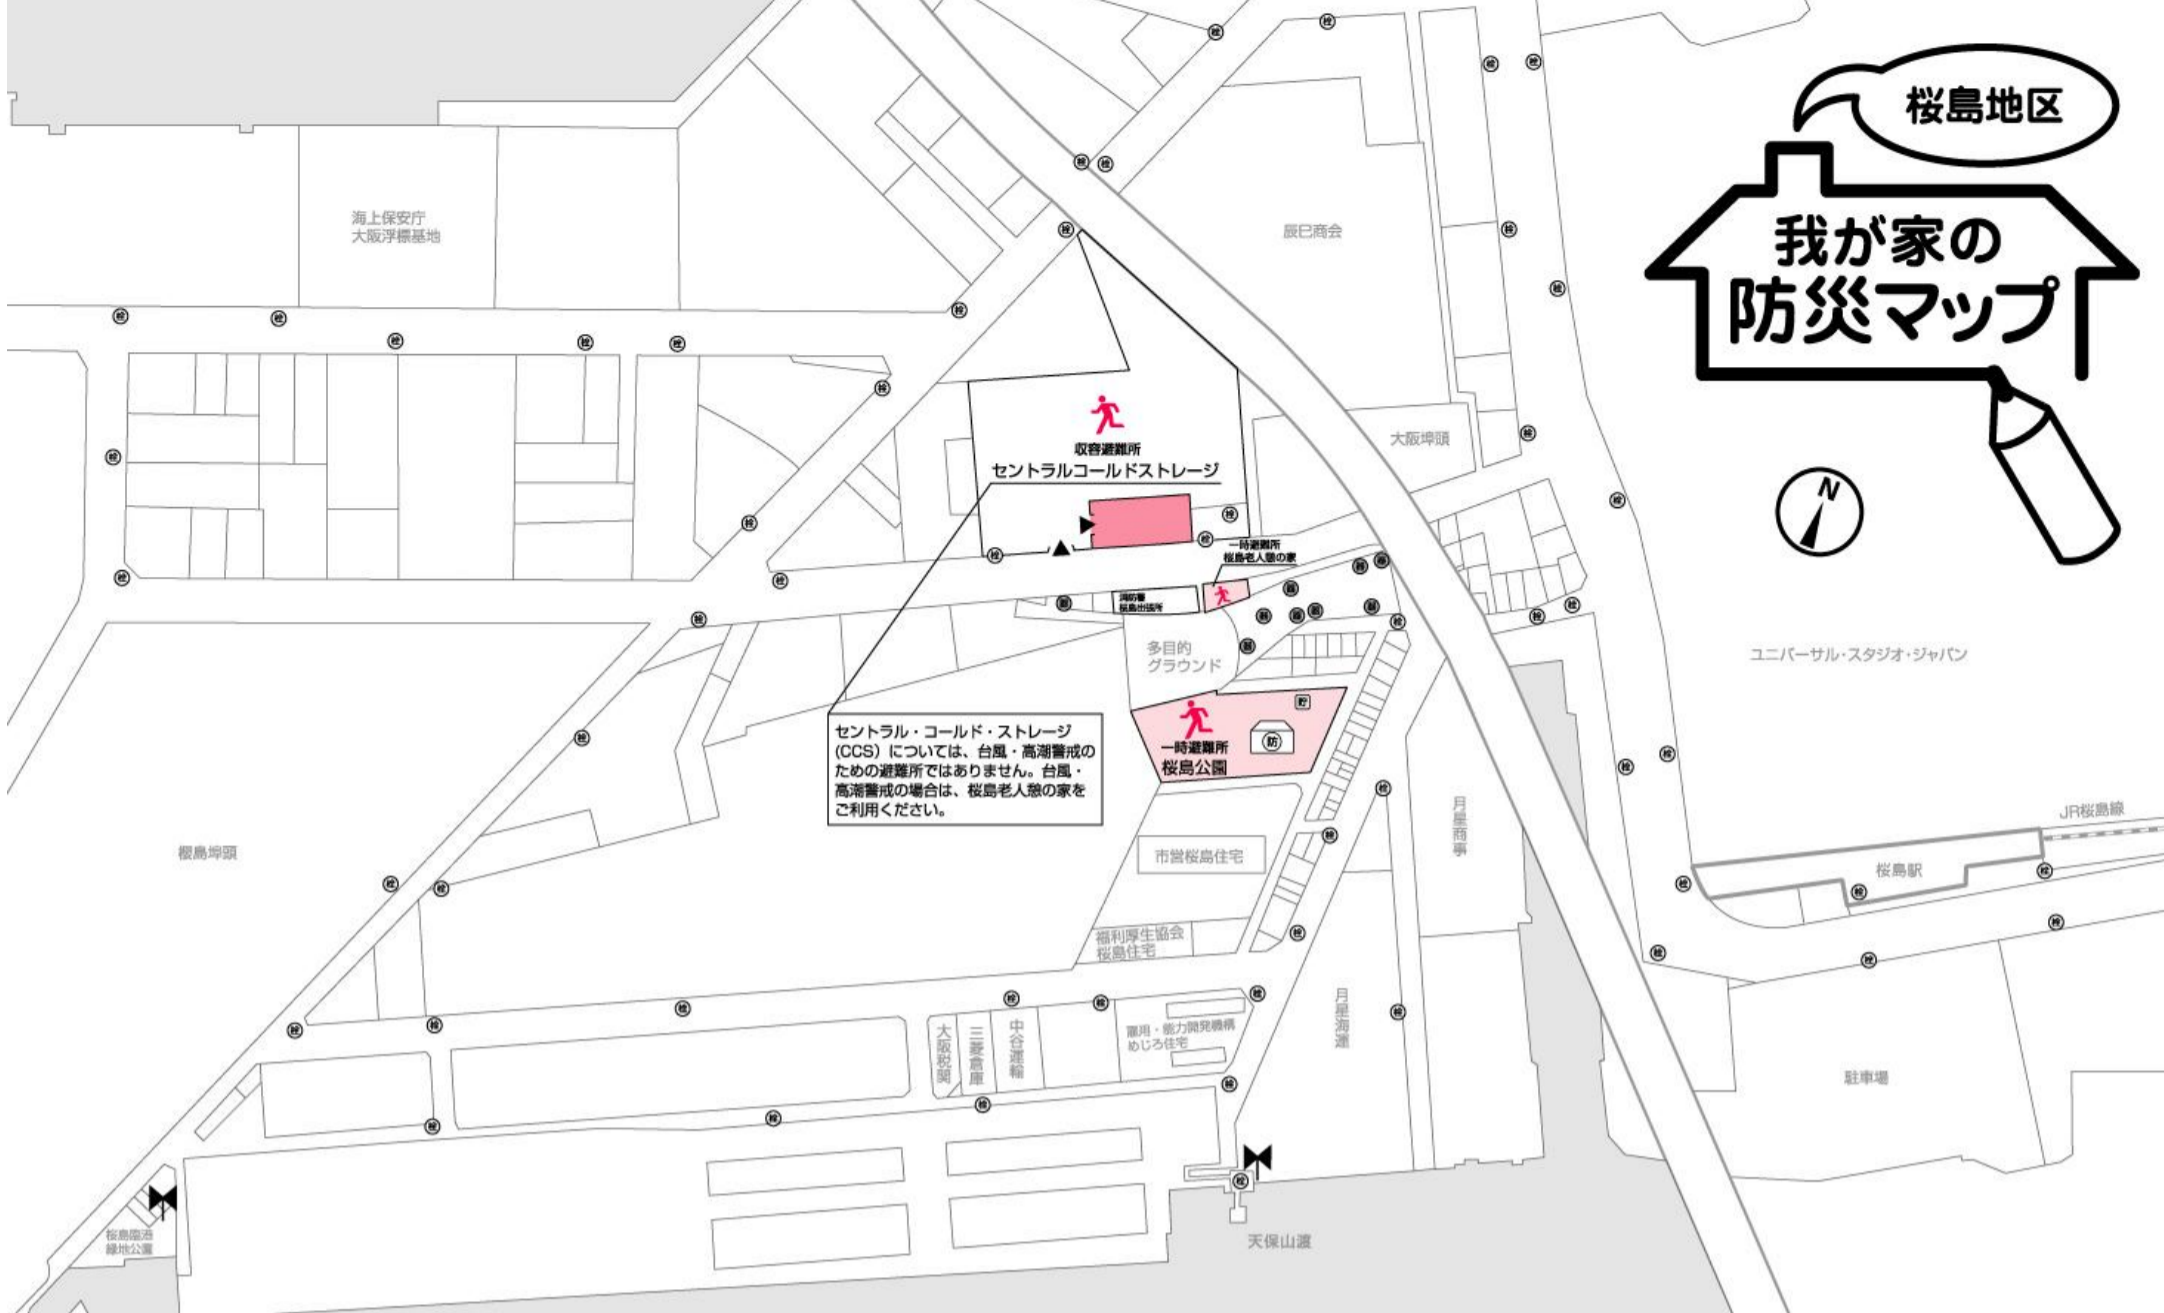 桜島地区
我が家の
防災マップ
N
海上保安庁
大阪浮標基地
辰巳商会
大阪埠頭
収容避難所
セントラルコールドストレージ
一時避難所
桜島老人憩の家
消防署
桜島出張所
多目的
グラウンド
ユニバーサル・スタジオ・ジャパン
貯
防
一時避難所
桜島公園
セントラル・コールド・ストレージ
(CCS)については、台風・高潮警戒の
ための避難所ではありません。台風・
高潮警戒の場合は、桜島老人憩の家を
ご利用ください。
櫻島埠頭
市営桜島住宅
月星商事
JR桜島線
桜島駅
福利厚生協会
桜島住宅
大阪税関
三菱倉庫
中谷運輸
雇用・能力開発機構
めじろ住宅
月星海運
駐車場
桜島臨港
緑地公園
天保山渡